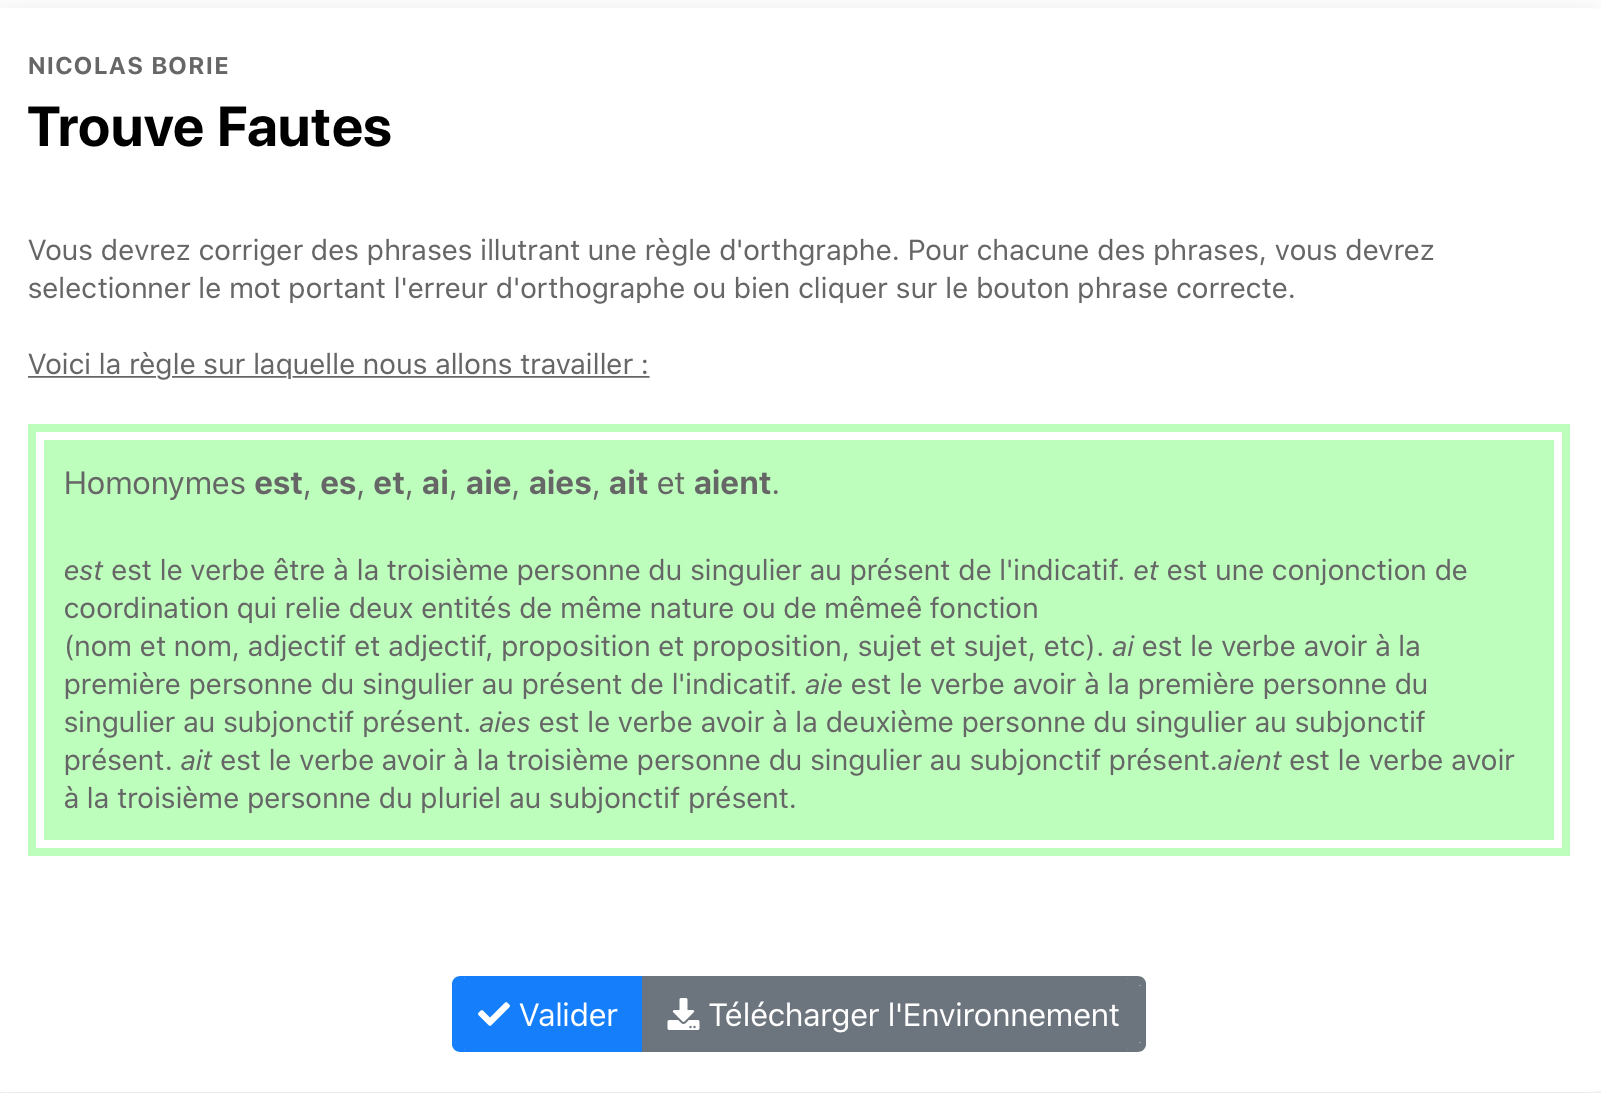 NICOLAS BORIE
Trouve Fautes
Vous devrez corriger des phrases illutrant une règle d'orthgraphe. Pour chacune des phrases, vous devrez
selectionner le mot portant l'erreur d'orthographe ou bien cliquer sur le bouton phrase correcte.
Voici la règle sur laquelle nous allons travailler :
Homonymes est, es, et, ai, aie, aies, ait et aient.
est est le verbe être à la troisième personne du singulier au présent de l'indicatif. et est une conjonction de
coordination qui relie deux entités de même nature ou de mêmeê fonction
(nom et nom, adjectif et adjectif, proposition et proposition, sujet et sujet, etc). ai est le verbe avoir à la
première personne du singulier au présent de l'indicatif. aie est le verbe avoir à la première personne du
singulier au subjonctif présent. aies est le verbe avoir à la deuxième personne du singulier au subjonctif
présent. ait est le verbe avoir à la troisième personne du singulier au subjonctif présent.aient est le verbe avoir
à la troisième personne du pluriel au subjonctif présent.
Valider Télécharger l'Environnement